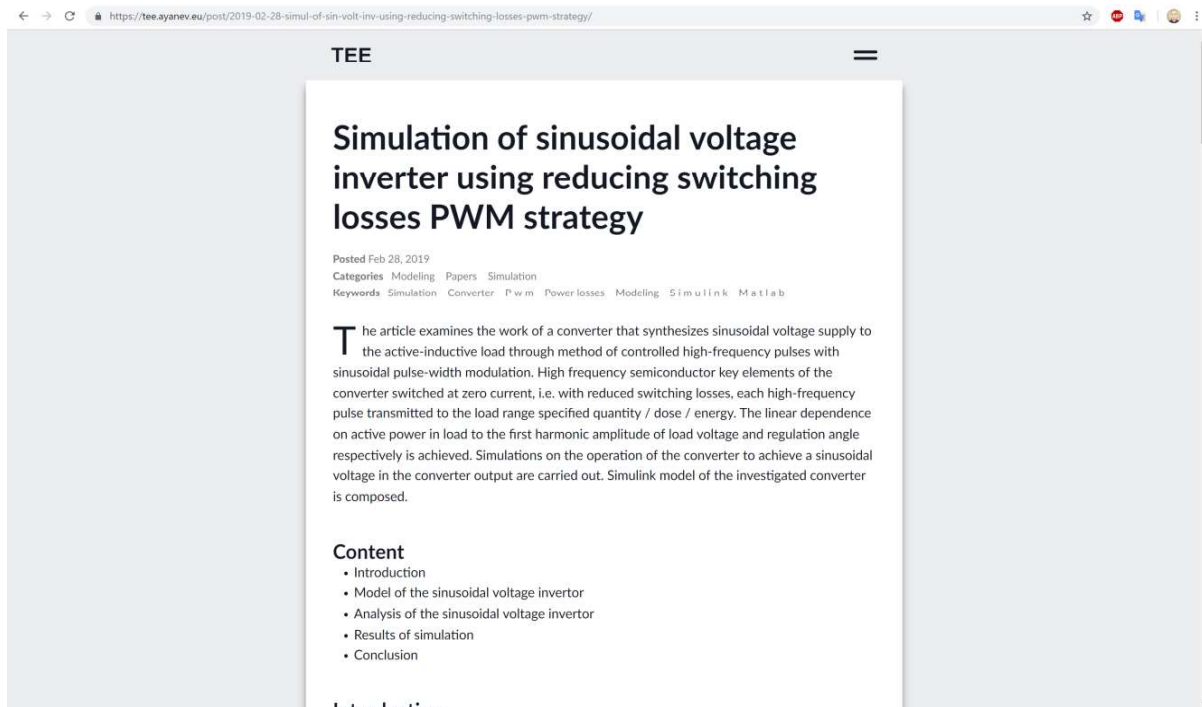 https://tee.ayanev.eu/post/2019-02-28-simul-of-sin-volt-inv-using-reducing-switching-losses-pwm-strategy/
ABP
TEE
Simulation of sinusoidal voltage
inverter using reducing switching
losses PWM strategy
Posted Feb 28, 2019
Categories Modeling Papers Simulation
Keywords Simulation Converter P w m Power losses Modeling S i m u l i n k M a t l a b
The article examines the work of a converter that synthesizes sinusoidal voltage supply to
the active-inductive load through method of controlled high-frequency pulses with
sinusoidal pulse-width modulation. High frequency semiconductor key elements of the
converter switched at zero current, i.e. with reduced switching losses, each high-frequency
pulse transmitted to the load range specified quantity / dose / energy. The linear dependence
on active power in load to the first harmonic amplitude of load voltage and regulation angle
respectively is achieved. Simulations on the operation of the converter to achieve a sinusoidal
voltage in the converter output are carried out. Simulink model of the investigated converter
is composed.
Content
• Introduction
• Model of the sinusoidal voltage invertor
• Analysis of the sinusoidal voltage invertor
• Results of simulation
• Conclusion